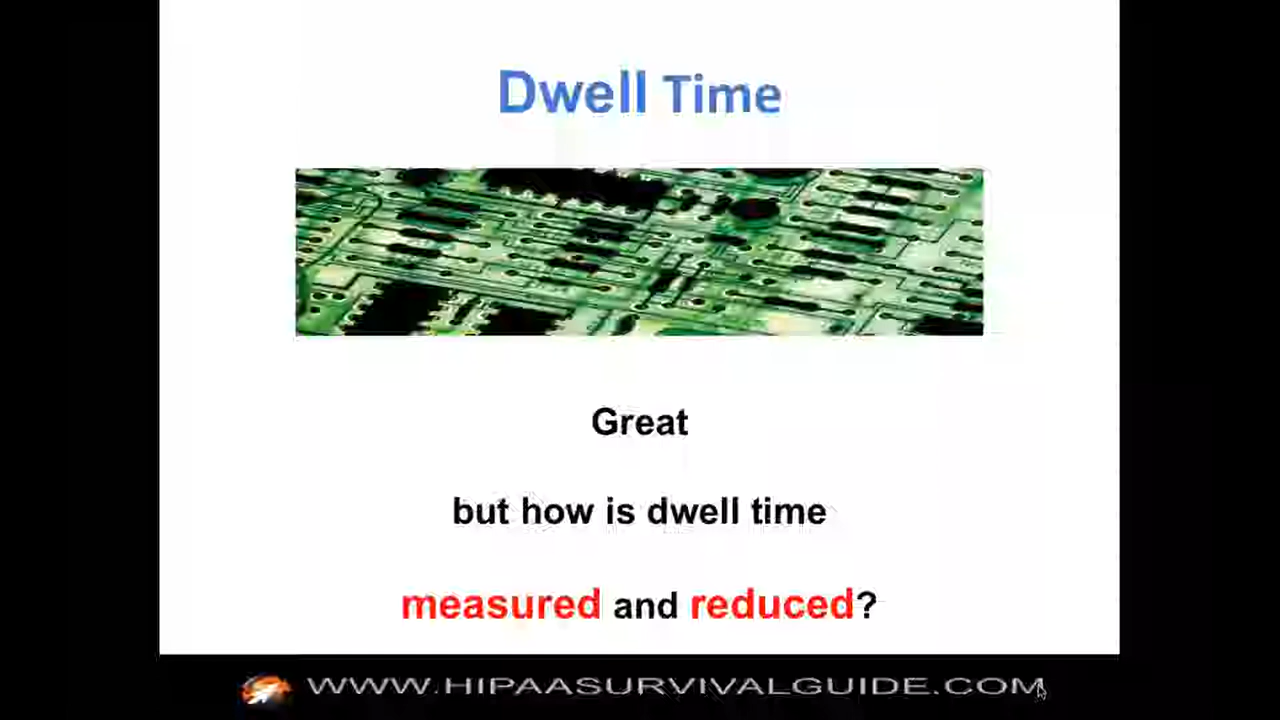 Dwell Time
Great
but how is dwell time
measured and reduced?
WWW.HIPAASURVIVALGUIDE.COM